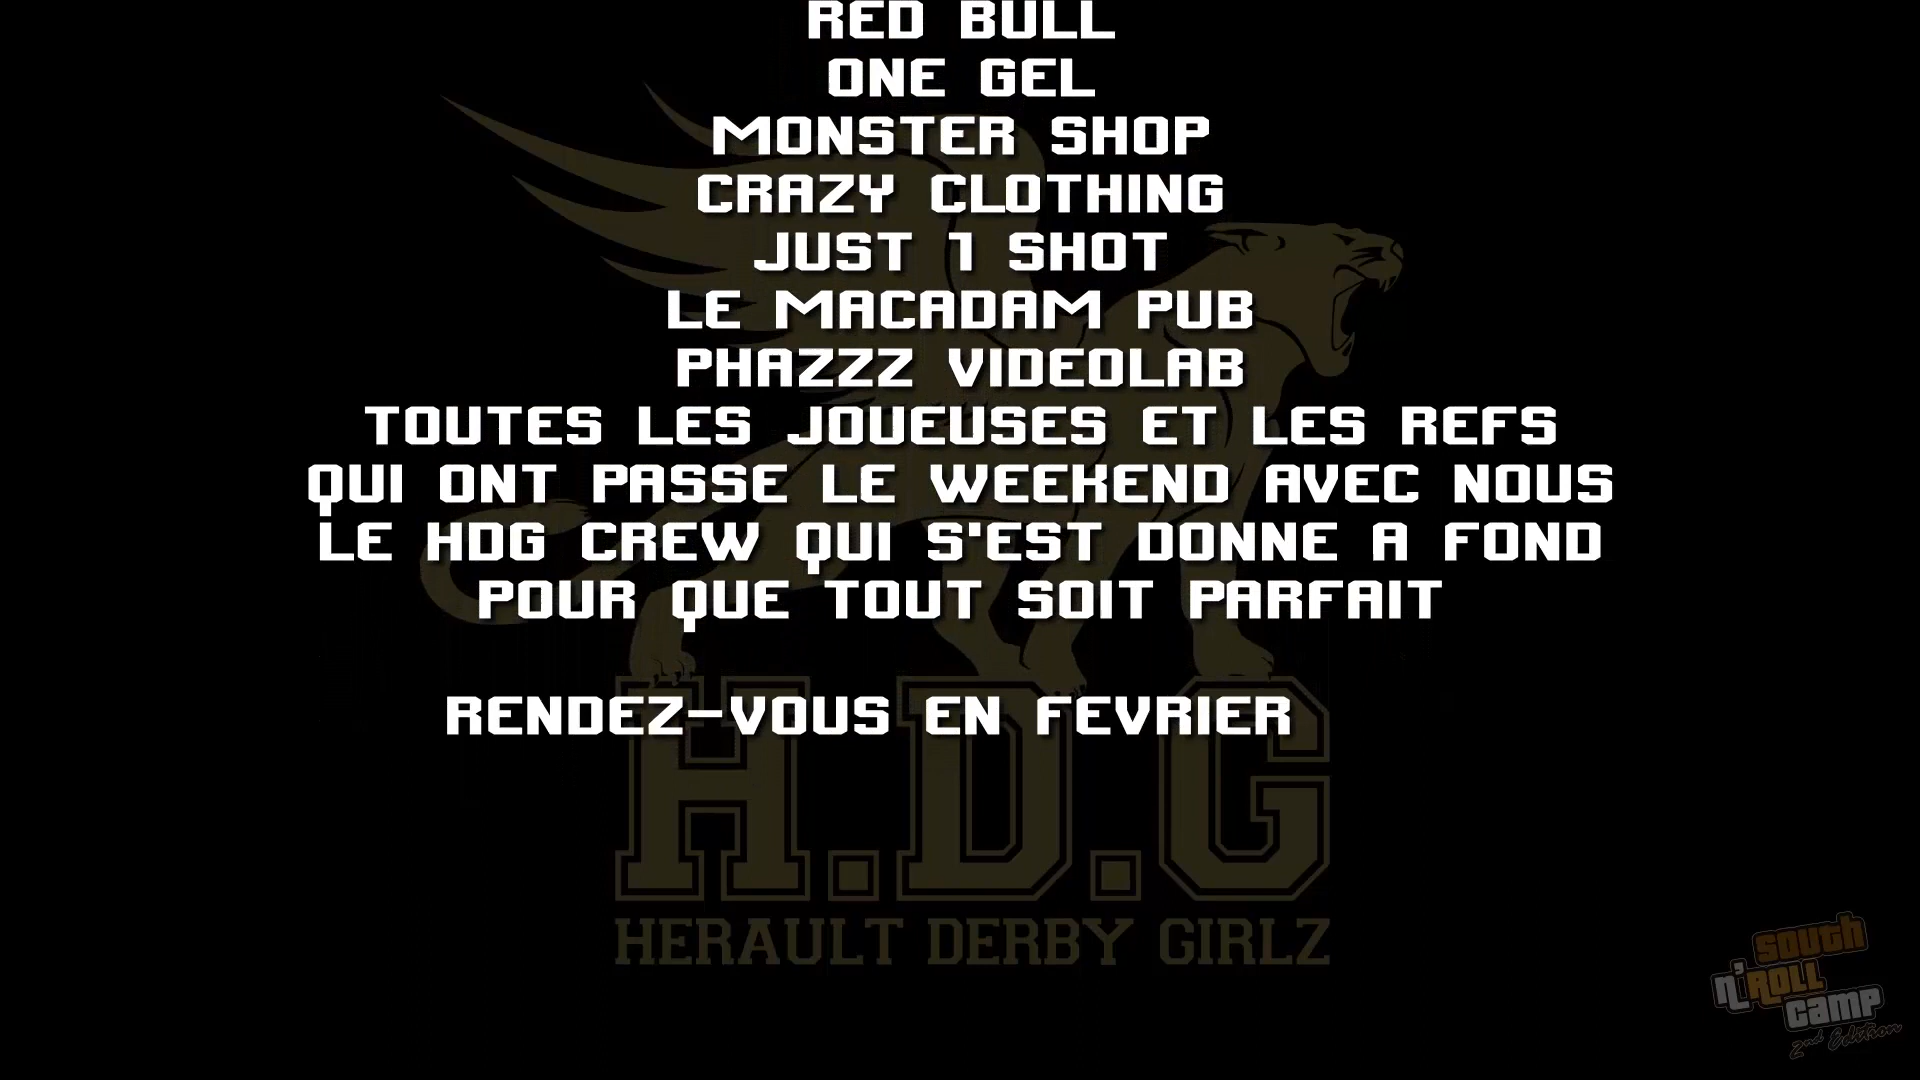 RED BULL
ONE GEL
MONSTER SHOP
CRAZY CLOTHING
JUST 1 SHOT
LE MACADAM PUB
PHAZZZ VIDEOLAB
TOUTES LES JOUEUSES ET LES REFS
QUI ONT PASSE LE WEEKEND AVEC NOUS
LE HDG CREW QUI S'EST DONNE A FOND
POUR QUE TOUT SOIT PARFAIT
RENDEZ-VOUS EN FEVRIER
H.D.G
HERAULT DERBY GIRLZ
SOUTH
N'ROLL
CAMP
2nd Edition